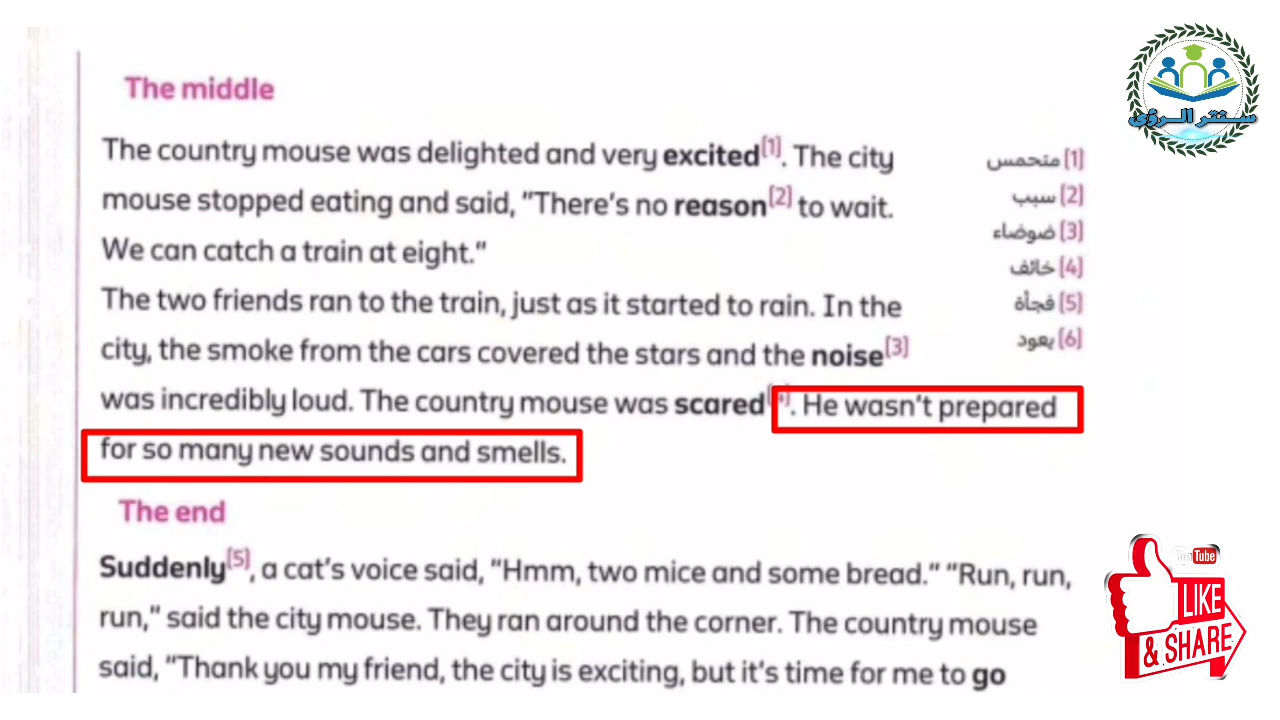 The middle
The country mouse was delighted and very excited[1]. The city
mouse stopped eating and said, "There's no reason[2] to wait.
We can catch a train at eight."
The two friends ran to the train, just as it started to rain. In the
city, the smoke from the cars covered the stars and the noise[3]
was incredibly loud. The country mouse was scared[4]. He wasn't prepared
for so many new sounds and smells.
[1] متحمس
[2] سبب
[3] ضوضاء
[4] خائف
[5] فجأة
[6] يعود
The end
Suddenly[5], a cat's voice said, "Hmm, two mice and some bread." "Run, run,
run," said the city mouse. They ran around the corner. The country mouse
said, "Thank you my friend, the city is exciting, but it's time for me to go
سنتر الرؤى
YouTube
LIKE
& SHARE